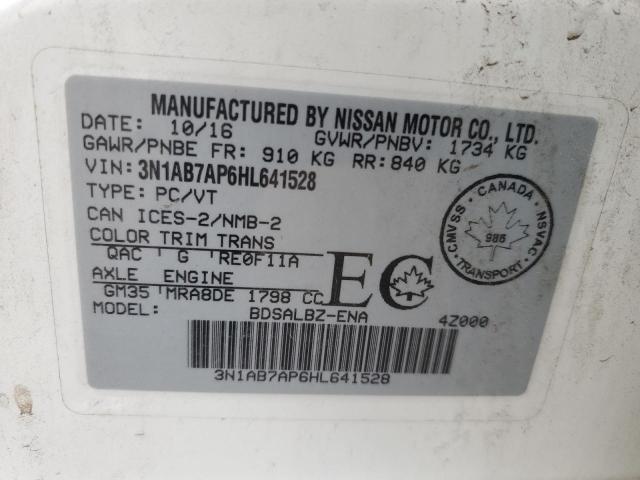 MANUFACTURED BY NISSAN MOTOR CO., LTD.
DATE: 10/16 GVWR/PNBV: 1734 KG
GAWR/PNBE FR: 910 KG RR: 840 KG
VIN: 3N1AB7AP6HL641528
TYPE: PC/VT
CAN ICES-2/NMB-2
COLOR TRIM TRANS
QAC G RE0F11A
AXLE ENGINE
GM35 MRA8DE 1798 CC
MODEL: BDSALBZ-ENA 4Z000
EC
CANADA
CMVSS NSVAC
986
TRANSPORT
3N1AB7AP6HL641528